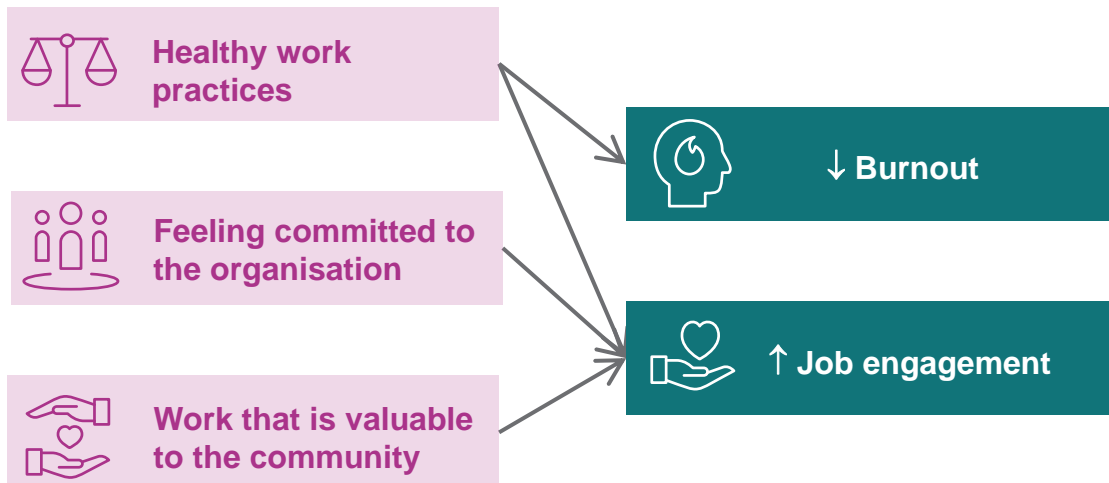 Healthy work
practices
Feeling committed to
the organisation
Work that is valuable
to the community
↓ Burnout
↑ Job engagement